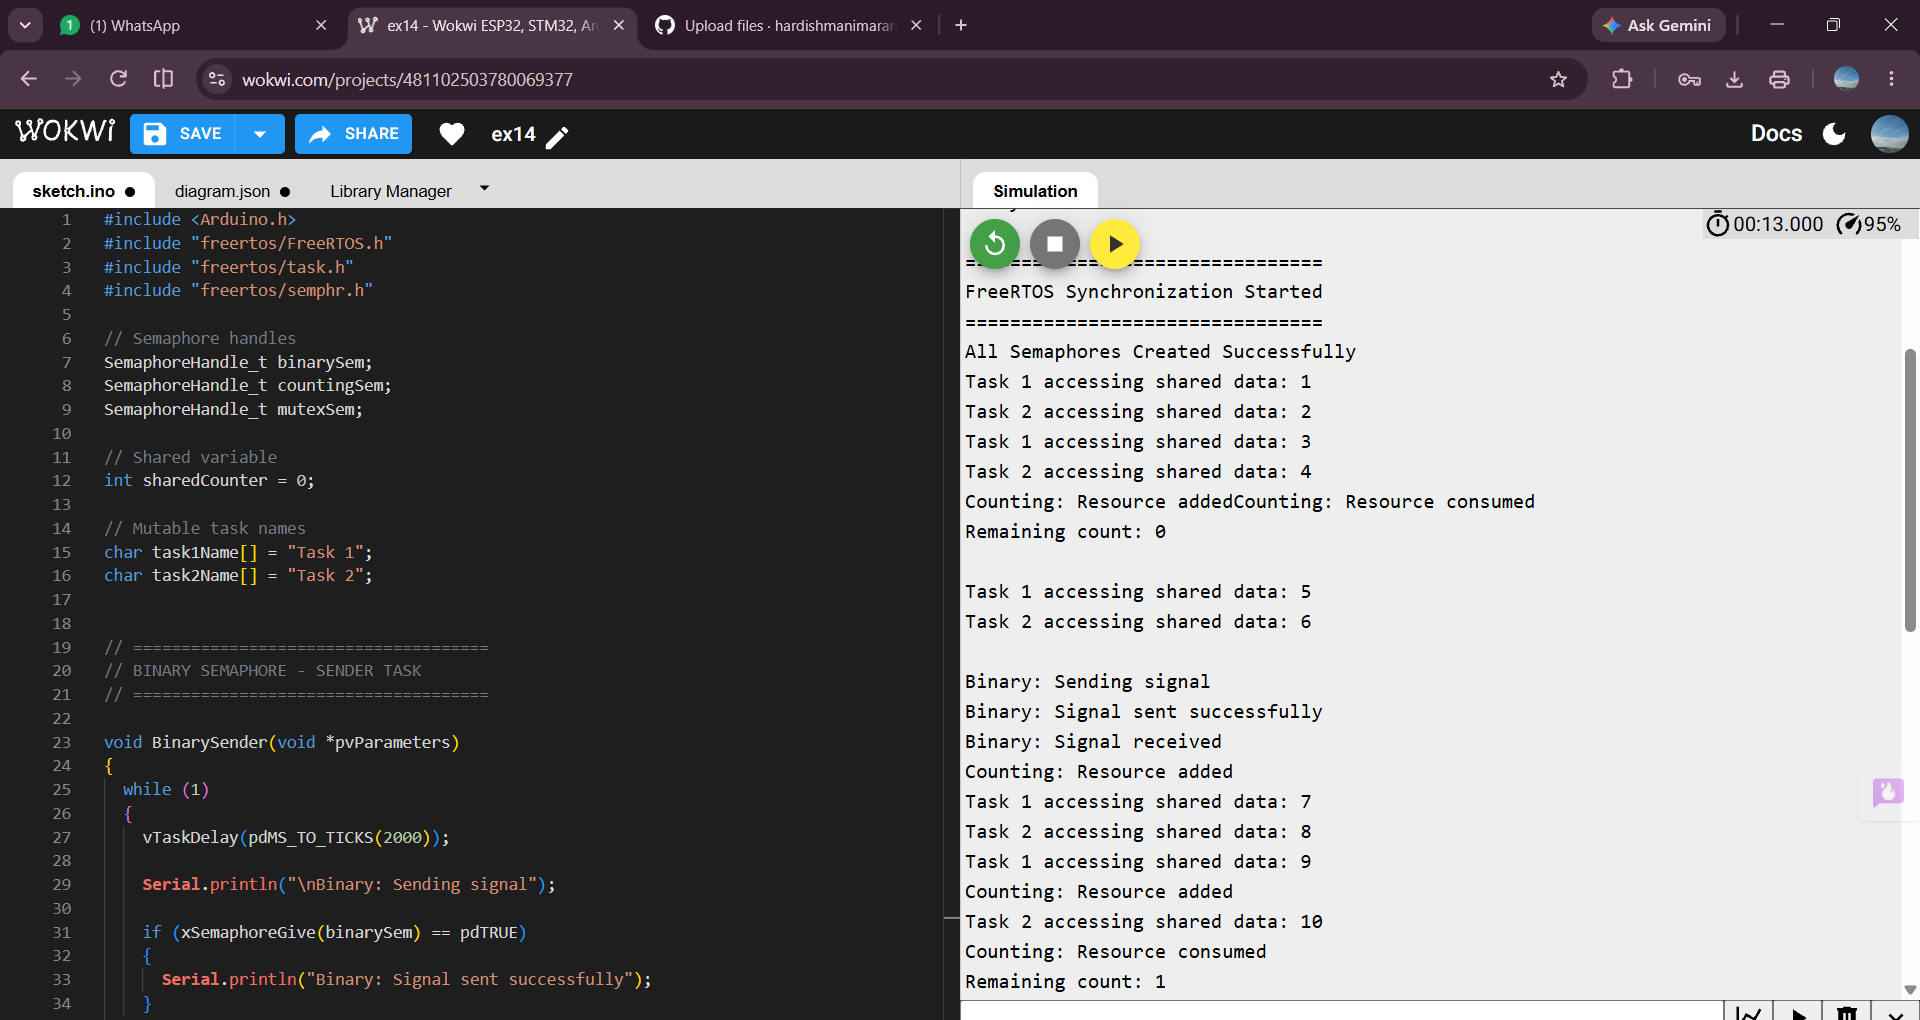 1
(1) WhatsApp
ex14 - Wokwi ESP32, STM32, Ar
Upload files · hardishmanimaran
Ask Gemini
wokwi.com/projects/481102503780069377
WOKWI
SAVE
SHARE
ex14
Docs
sketch.ino ●
diagram.json ●
Library Manager
Simulation
1 #include <Arduino.h>
2 #include "freertos/FreeRTOS.h"
3 #include "freertos/task.h"
4 #include "freertos/semphr.h"
5
6 // Semaphore handles
7 SemaphoreHandle_t binarySem;
8 SemaphoreHandle_t countingSem;
9 SemaphoreHandle_t mutexSem;
10
11 // Shared variable
12 int sharedCounter = 0;
13
14 // Mutable task names
15 char task1Name[] = "Task 1";
16 char task2Name[] = "Task 2";
17
18
19 // =====================================
20 // BINARY SEMAPHORE - SENDER TASK
21 // =====================================
22
23 void BinarySender(void *pvParameters)
24 {
25 while (1)
26 {
27 vTaskDelay(pdMS_TO_TICKS(2000));
28
29 Serial.println("\nBinary: Sending signal");
30
31 if (xSemaphoreGive(binarySem) == pdTRUE)
32 {
33 Serial.println("Binary: Signal sent successfully");
34 }
00:13.000 95%
================================
FreeRTOS Synchronization Started
================================
All Semaphores Created Successfully
Task 1 accessing shared data: 1
Task 2 accessing shared data: 2
Task 1 accessing shared data: 3
Task 2 accessing shared data: 4
Counting: Resource addedCounting: Resource consumed
Remaining count: 0
Task 1 accessing shared data: 5
Task 2 accessing shared data: 6
Binary: Sending signal
Binary: Signal sent successfully
Binary: Signal received
Counting: Resource added
Task 1 accessing shared data: 7
Task 2 accessing shared data: 8
Task 1 accessing shared data: 9
Counting: Resource added
Task 2 accessing shared data: 10
Counting: Resource consumed
Remaining count: 1